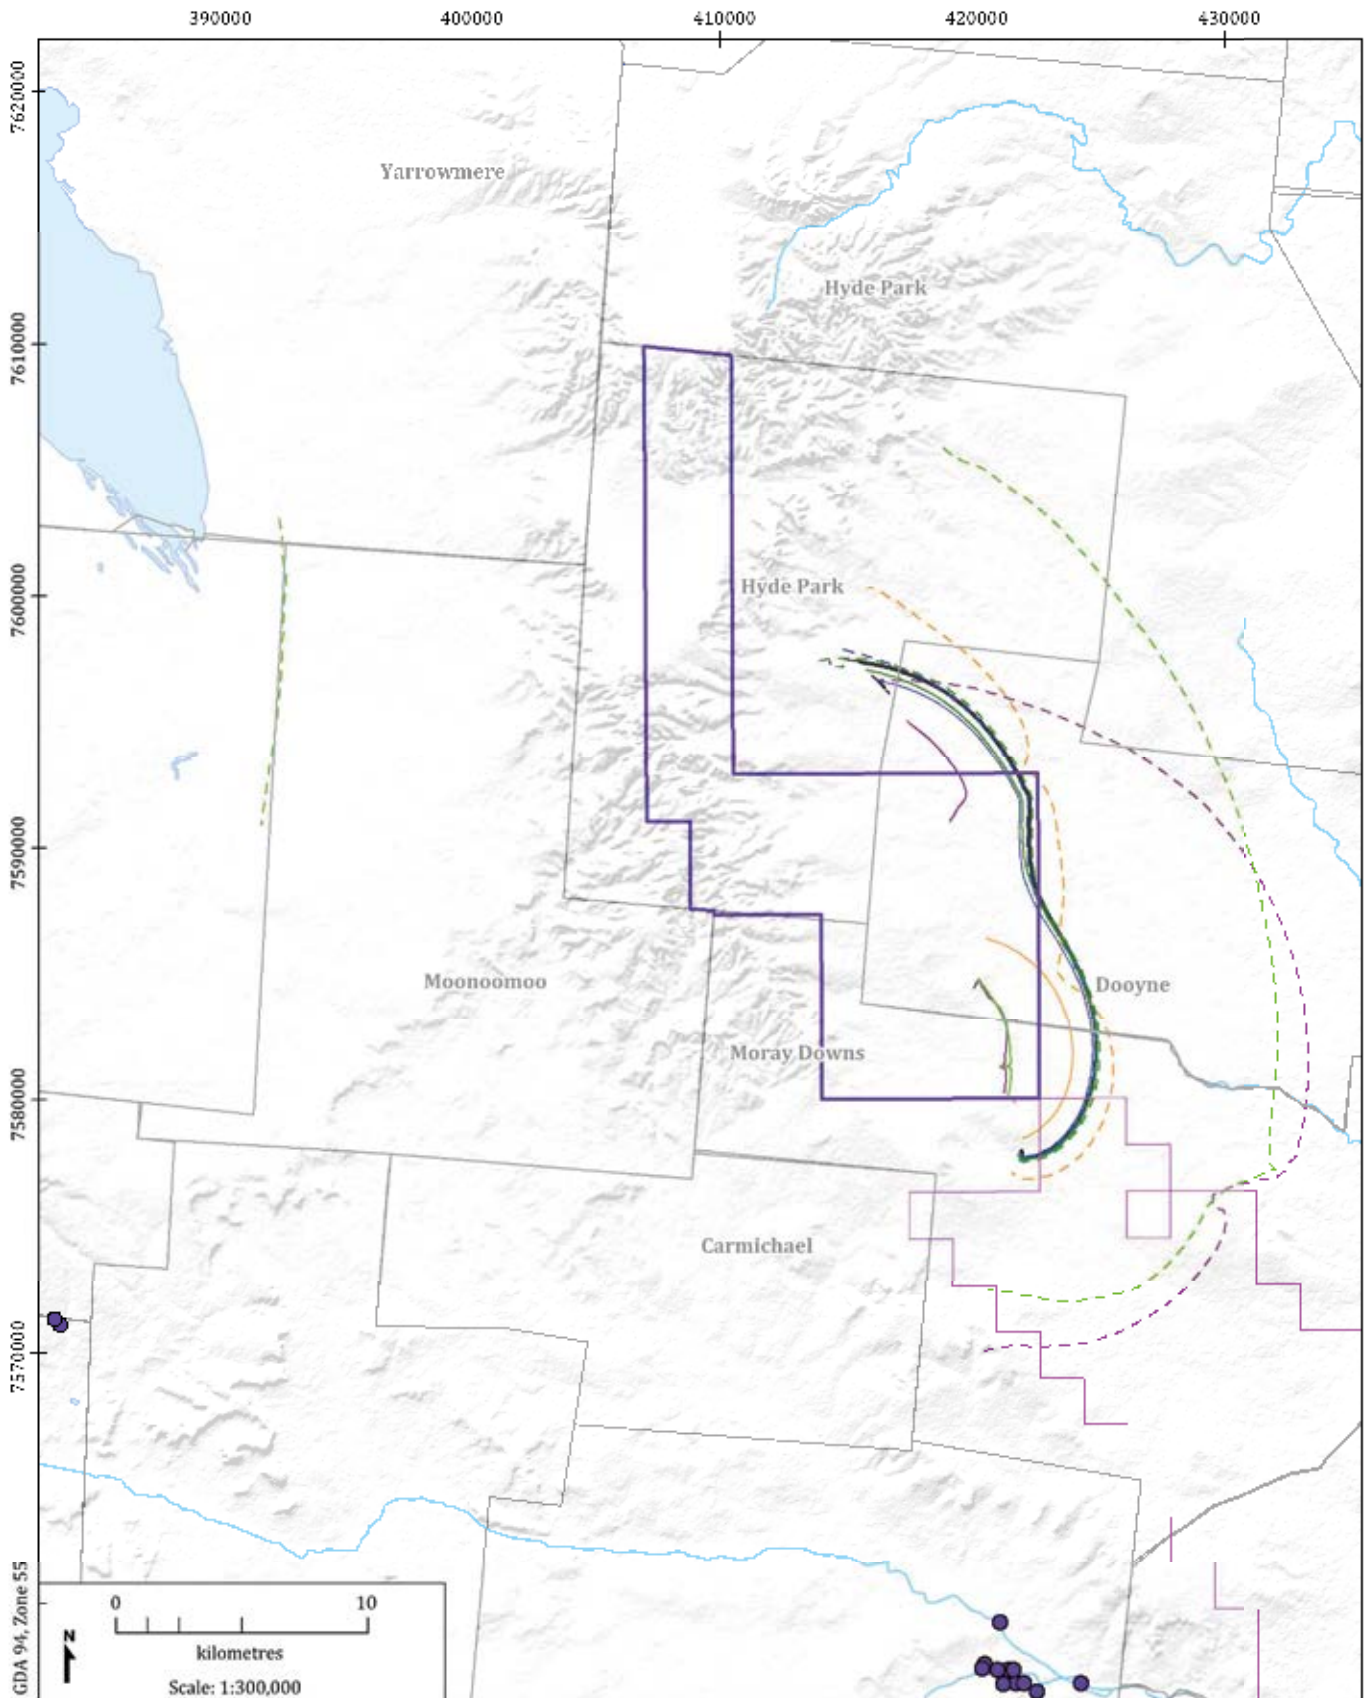 390000 400000 410000 420000 430000
7620000
Yarrowmere
Hyde Park
7610000
Hyde Park
7600000
7590000
Moonoomoo
Dooyne
Moray Downs
7580000
Carmichael
7570000
GDA 94, Zone 55
0 10
N
kilometres
Scale: 1:300,000